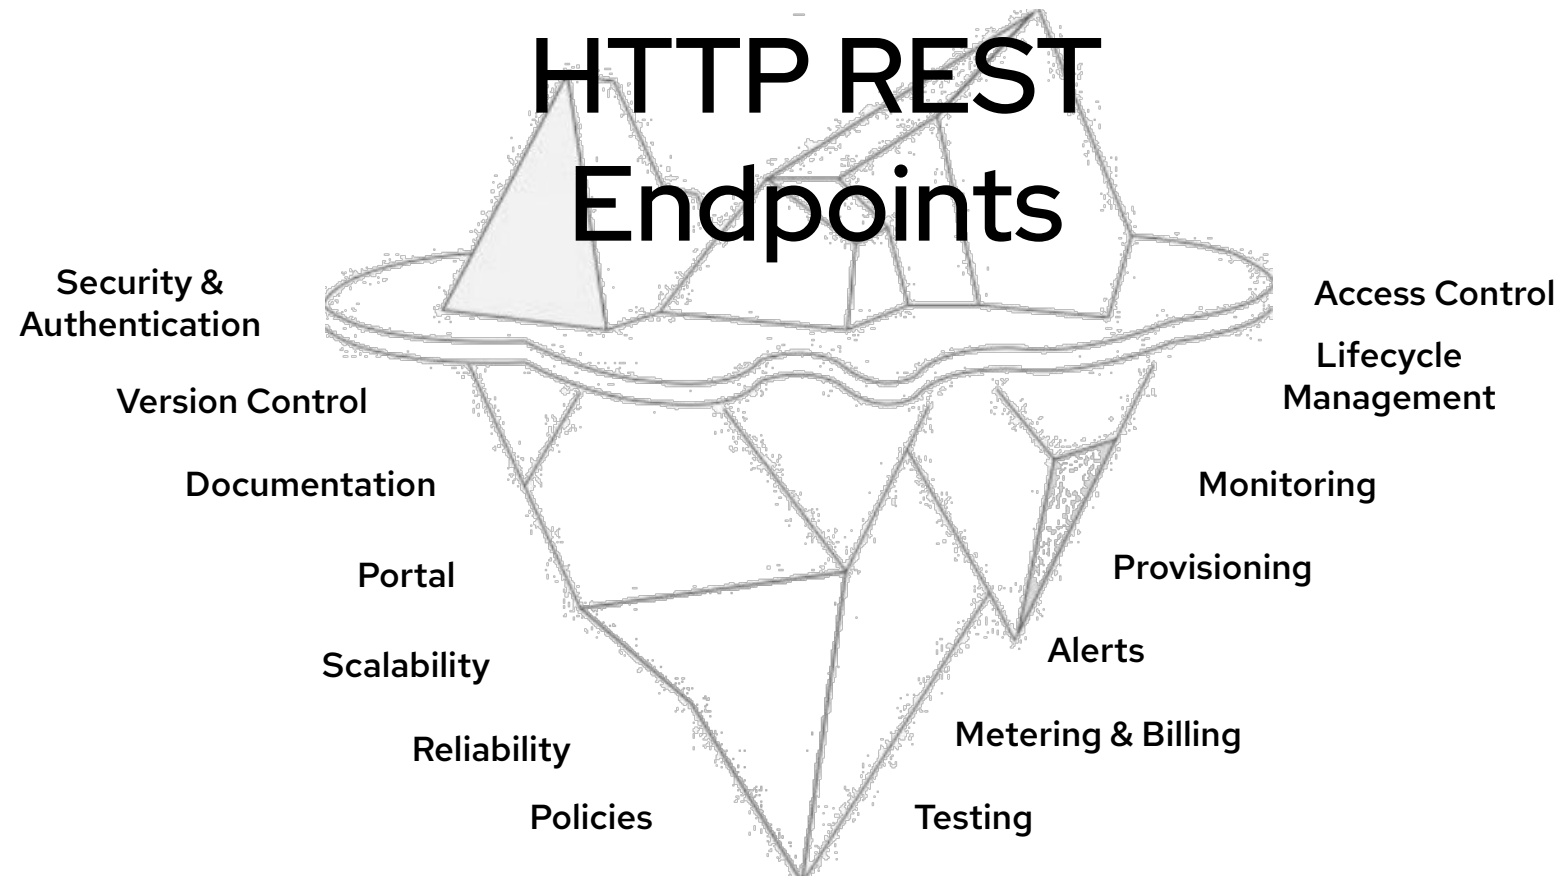 HTTP REST
Endpoints
Security &
Authentication
Version Control
Documentation
Portal
Scalability
Reliability
Policies
Access Control
Lifecycle
Management
Monitoring
Provisioning
Alerts
Metering & Billing
Testing